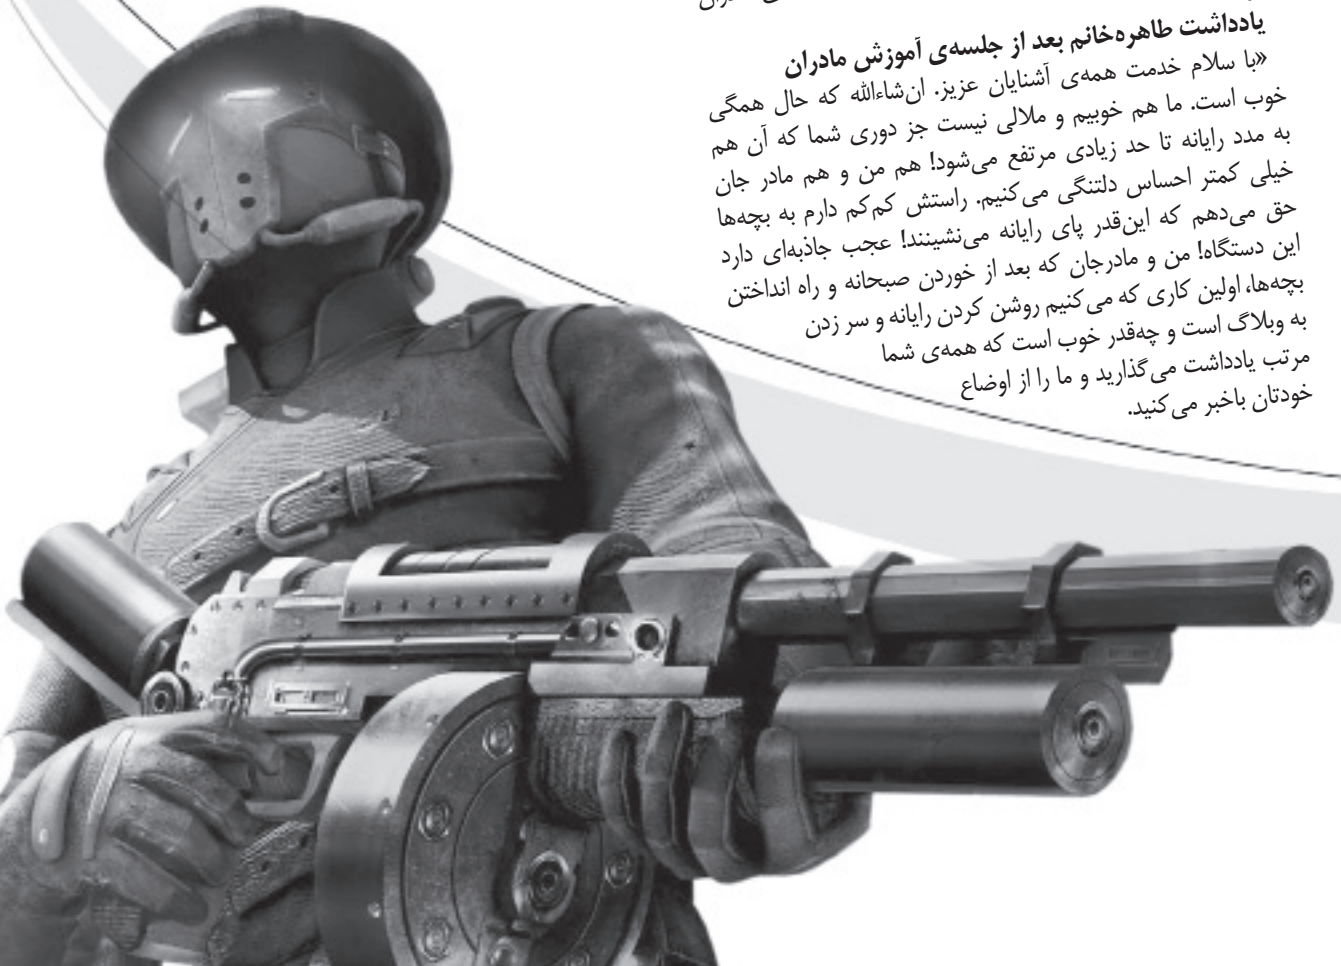 یادداشت طاهره‌خانم بعد از جلسه‌ی آموزش مادران
«با سلام خدمت همه‌ی آشنایان عزیز. ان‌شاءالله که حال همگی
خوب است. ما هم خوبیم و ملالی نیست جز دوری شما که آن هم
به مدد رایانه تا حد زیادی مرتفع می‌شود! هم من و هم مادر جان
خیلی کمتر احساس دلتنگی می‌کنیم. راستش کم‌کم دارم به بچه‌ها
حق می‌دهم که این‌قدر پای رایانه می‌نشینند! عجب جاذبه‌ای دارد
این دستگاه! من و مادرجان که بعد از خوردن صبحانه و راه انداختن
بچه‌ها، اولین کاری که می‌کنیم روشن کردن رایانه و سر زدن
به وبلاگ است و چه‌قدر خوب است که همه‌ی شما
مرتب یادداشت می‌گذارید و ما را از اوضاع
خودتان باخبر می‌کنید.